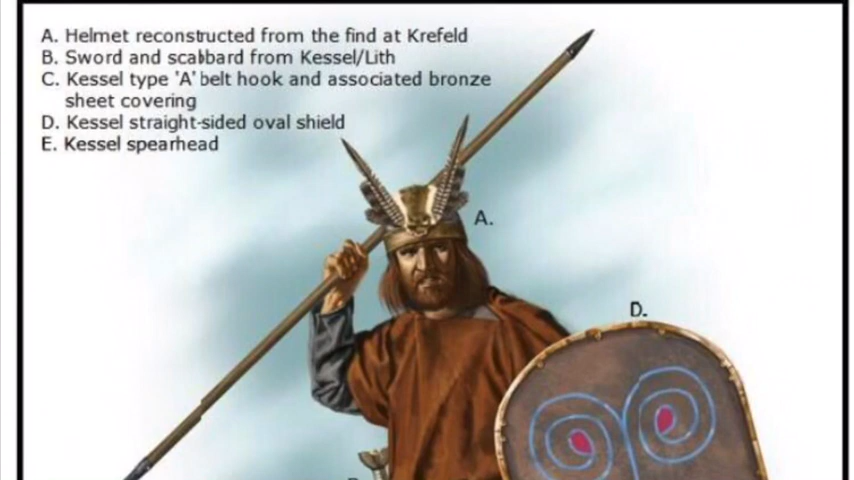 A. Helmet reconstructed from the find at Krefeld
B. Sword and scabbard from Kessel/Lith
C. Kessel type 'A' belt hook and associated bronze
sheet covering
D. Kessel straight-sided oval shield
E. Kessel spearhead
A.
D.